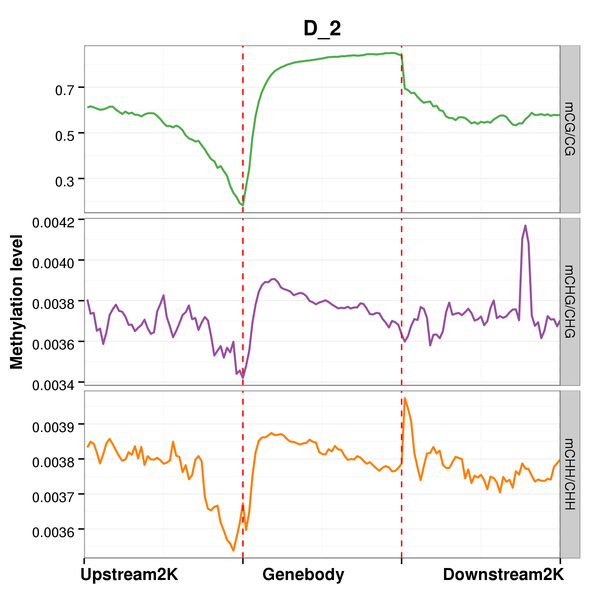 D_2
0.7
0.5
0.3
mCG/CG
Methylation level
0.0042
0.0040
0.0038
0.0036
0.0034
mCHG/CHG
0.0039
0.0038
0.0037
0.0036
mCHH/CHH
Upstream2K Genebody Downstream2K